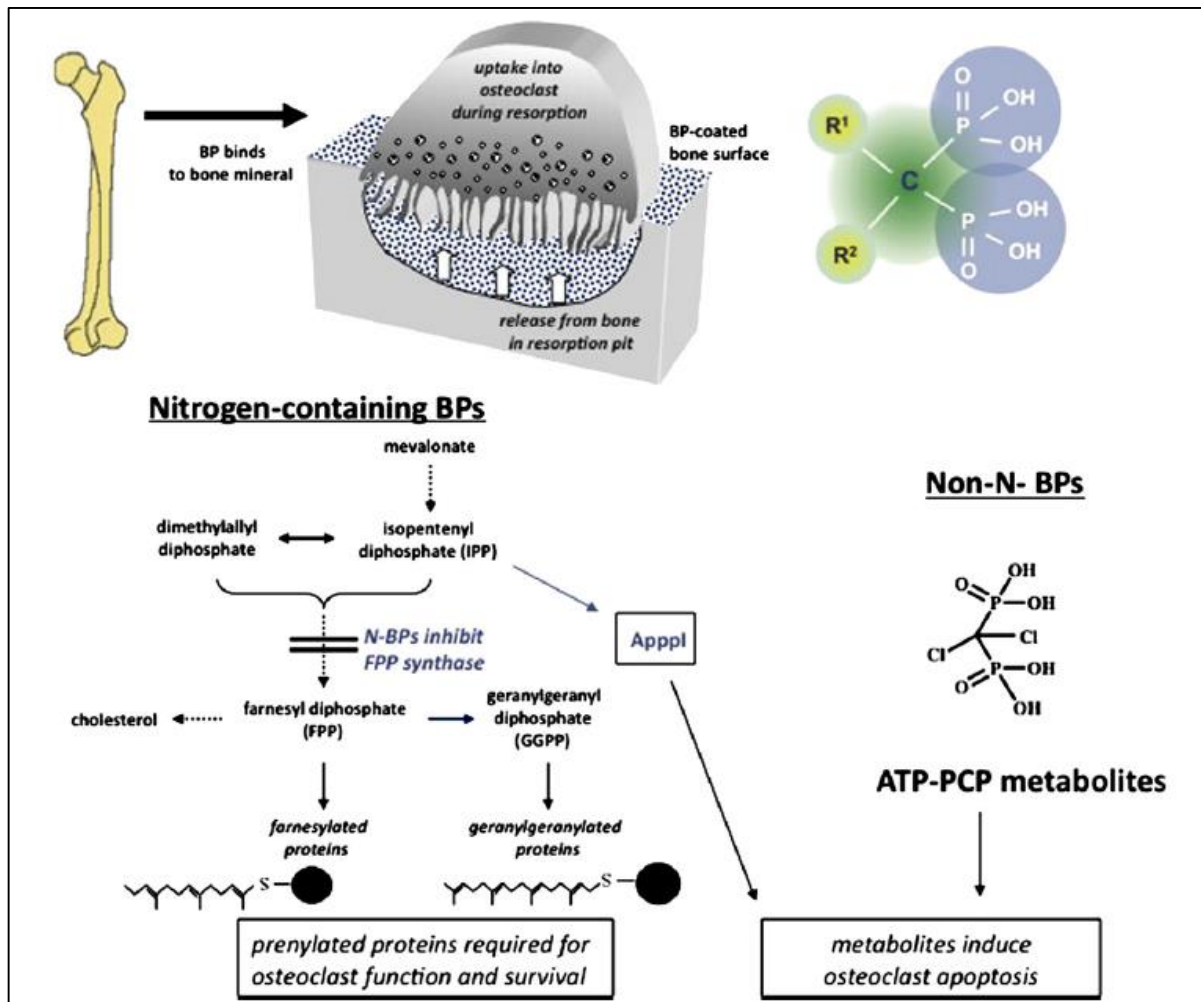 uptake into
osteoclast
during resorption
BP binds
to bone mineral
BP-coated
bone surface
release from bone
in resorption pit
R¹
R²
C
O
P
OH
OH
P
OH
OH
O
Nitrogen-containing BPs
mevalonate
dimethylallyl
diphosphate
isopentenyl
diphosphate (IPP)
N-BPs inhibit
FPP synthase
ApppI
cholesterol
farnesyl diphosphate
(FPP)
geranylgeranyl
diphosphate
(GGPP)
farnesylated
proteins
geranylgeranylated
proteins
S
S
prenylated proteins required for
osteoclast function and survival
Non-N- BPs
OH
O
P
OH
Cl
Cl
O
P
OH
OH
ATP-PCP metabolites
metabolites induce
osteoclast apoptosis